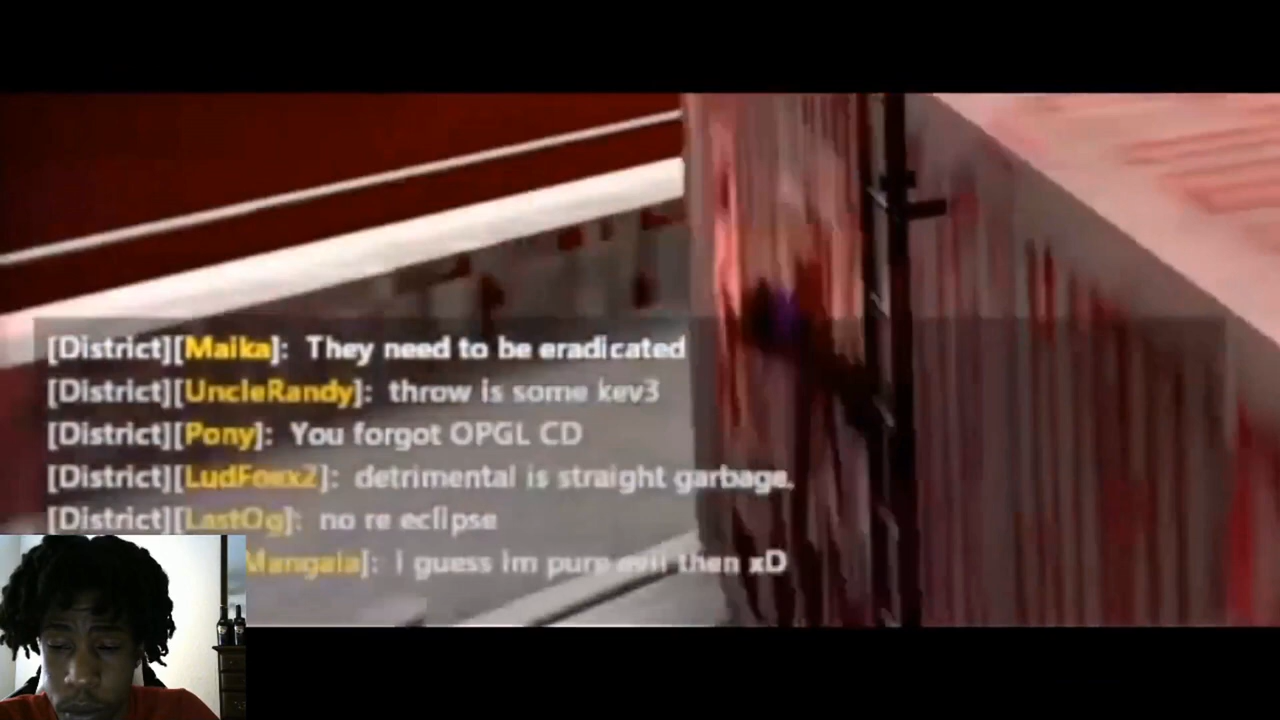 [District][Maika]: They need to be eradicated
[District][UncleRandy]: throw is some kev3
[District][Pony]: You forgot OPGL CD
[District][LudFoxx2]: detrimental is straight garbage.
[District][LastOg]: no re eclipse
Mangaia]: I guess im pure evil then xD